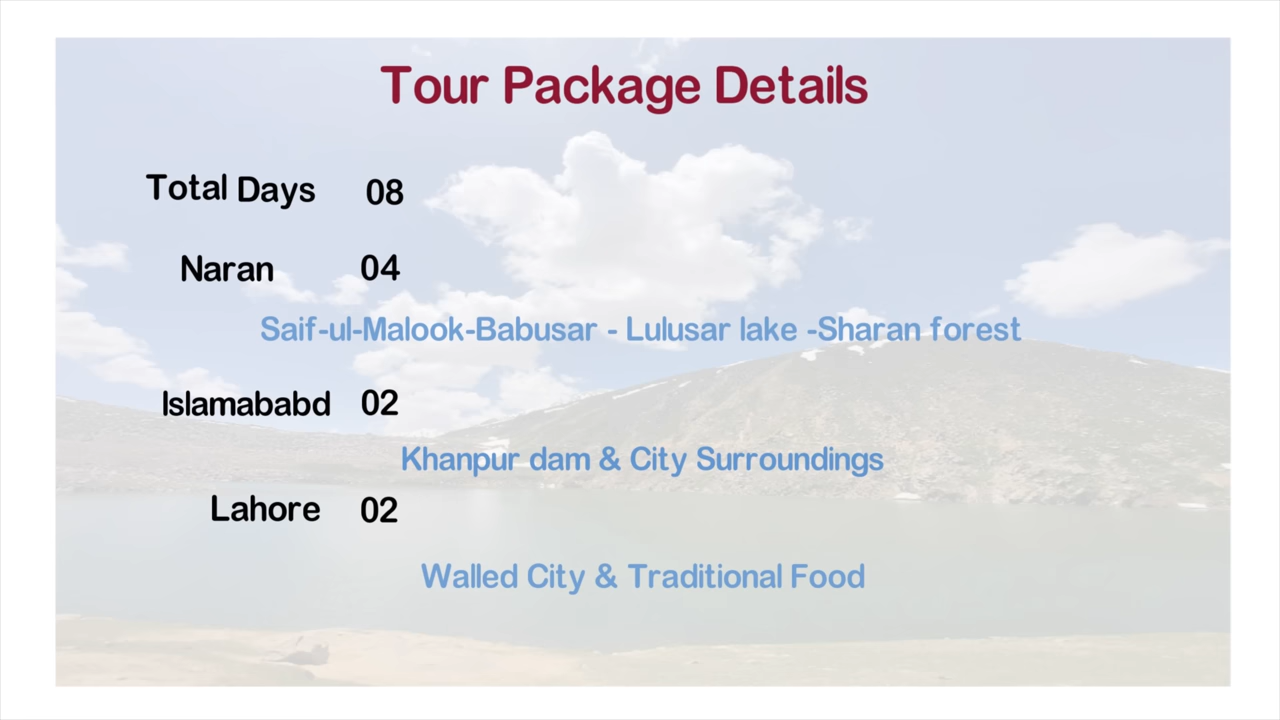 Tour Package Details
Total Days 08
Naran 04
Saif-ul-Malook-Babusar - Lulusar lake -Sharan forest
Islamababd 02
Khanpur dam & City Surroundings
Lahore 02
Walled City & Traditional Food